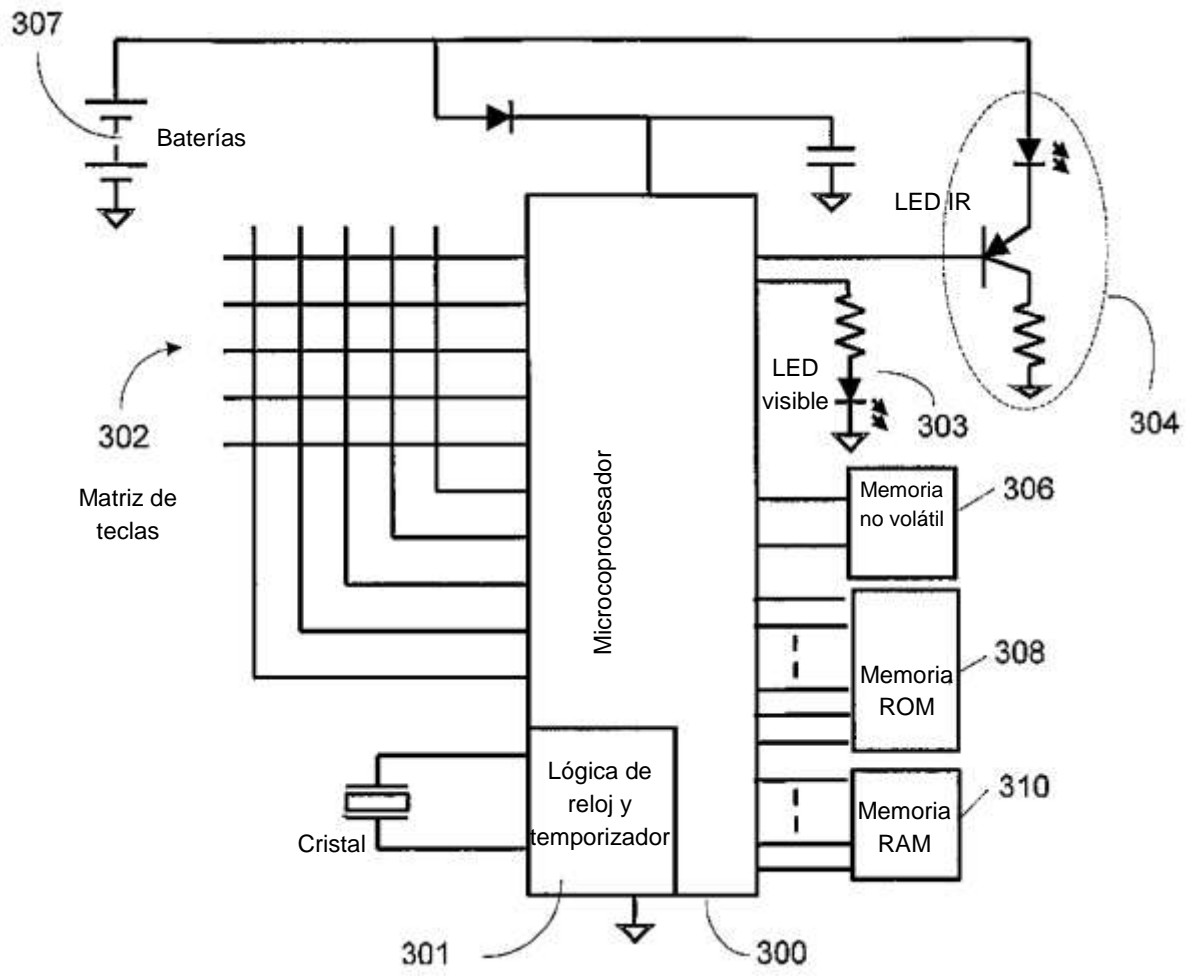 307
Baterías
LED IR
302
Matriz de
teclas
LED
visible
303
304
Microcoprocesador
Memoria
no volátil
306
Memoria
ROM
308
Lógica de
reloj y
temporizador
Cristal
Memoria
RAM
310
301
300